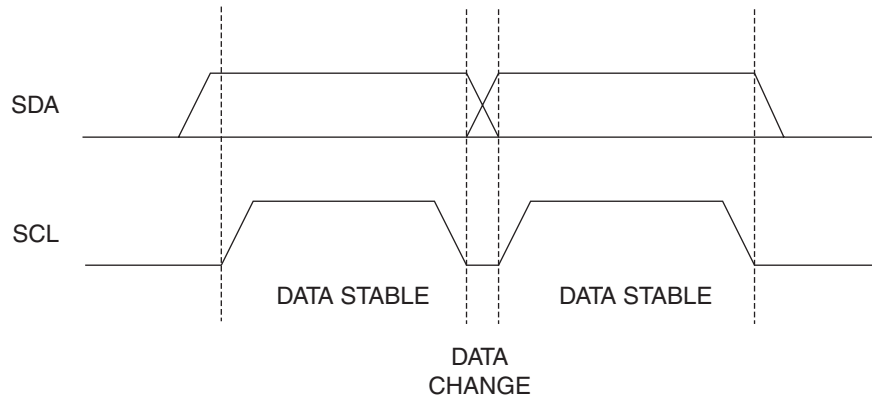 SDA
SCL
DATA STABLE
DATA STABLE
DATA
CHANGE